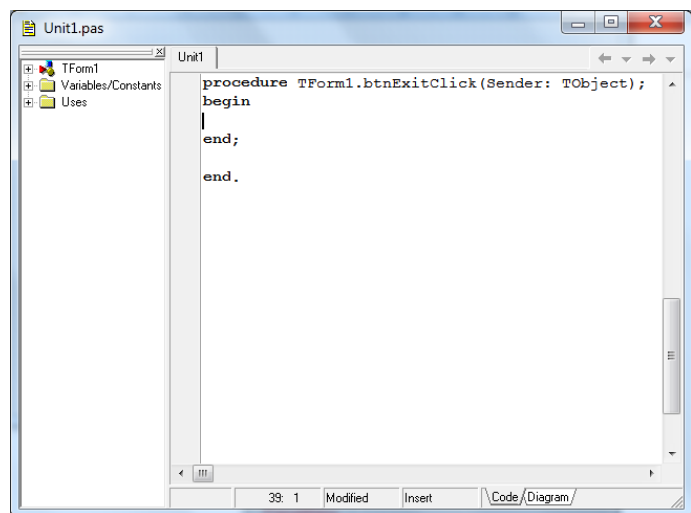 Unit1.pas
TForm1
Variables/Constants
Uses
Unit1
procedure TForm1.btnExitClick(Sender: TObject);
begin
end;
end.
39: 1 Modified Insert Code Diagram